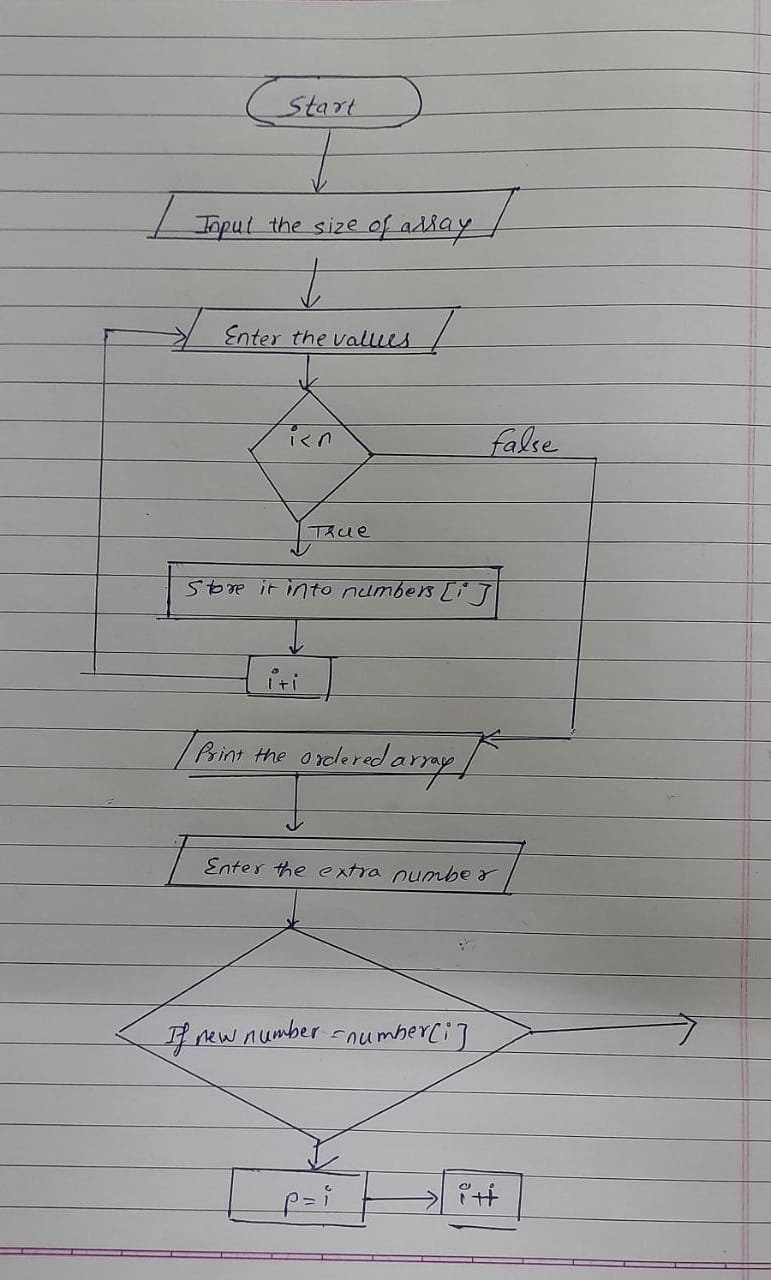 Start
Input the size of array
Enter the values
i<n
false
True
Store it into numbers [i]
i+i
Print the ordered array
Enter the extra number
If new number = number[i]
p=i
i++